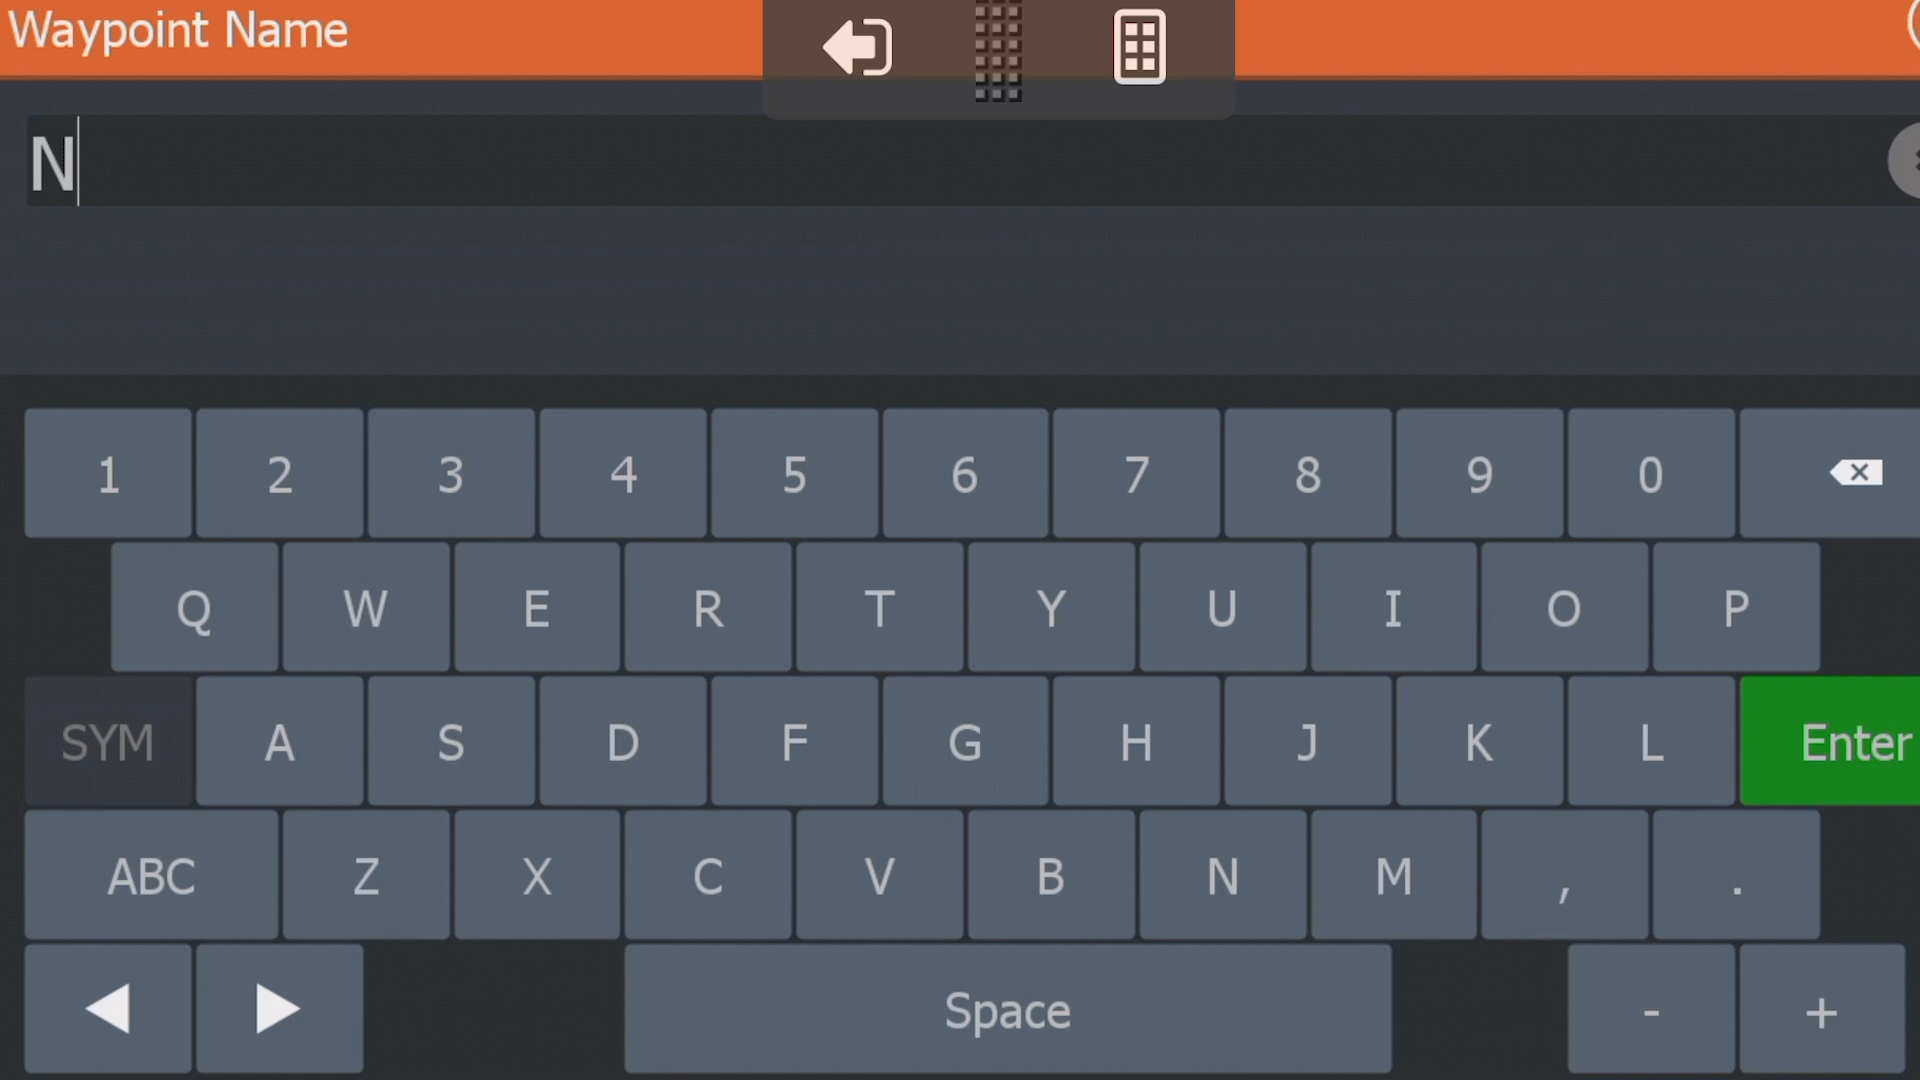 Waypoint Name
N
1 2 3 4 5 6 7 8 9 0
Q W E R T Y U I O P
SYM A S D F G H J K L Enter
ABC Z X C V B N M , .
Space - +